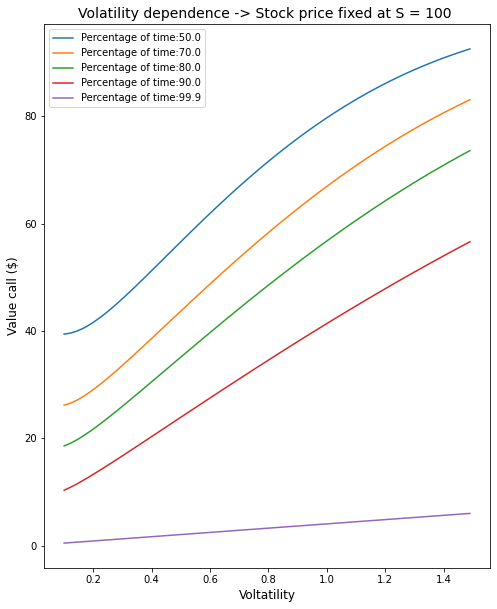 Volatility dependence -> Stock price fixed at S = 100
Percentage of time:50.0
Percentage of time:70.0
Percentage of time:80.0
Percentage of time:90.0
Percentage of time:99.9
Value call ($)
80
60
40
20
0
0.2 0.4 0.6 0.8 1.0 1.2 1.4
Voltatility